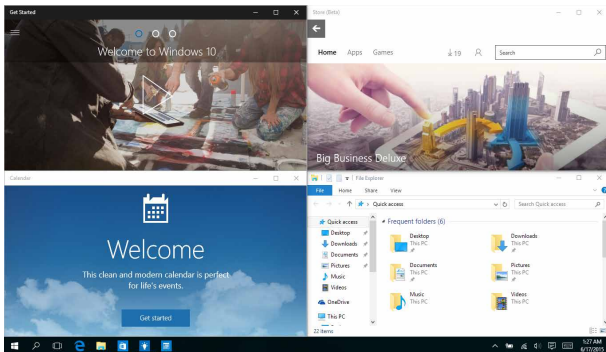 Get Started
Welcome to Windows 10
Store (Beta)
Home Apps Games
19
Search
Big Business Deluxe
Calendar
Welcome
This clean and modern calendar is perfect
for life's events.
Get started
File Explorer
File Home Share View
Quick access
Search Quick access
Quick access
Desktop
Downloads
Documents
Pictures
Music
Videos
OneDrive
This PC
22 items
Frequent folders (6)
Desktop
This PC
Downloads
This PC
Documents
This PC
Pictures
This PC
Music
This PC
Videos
This PC
5:27 AM
6/17/2015